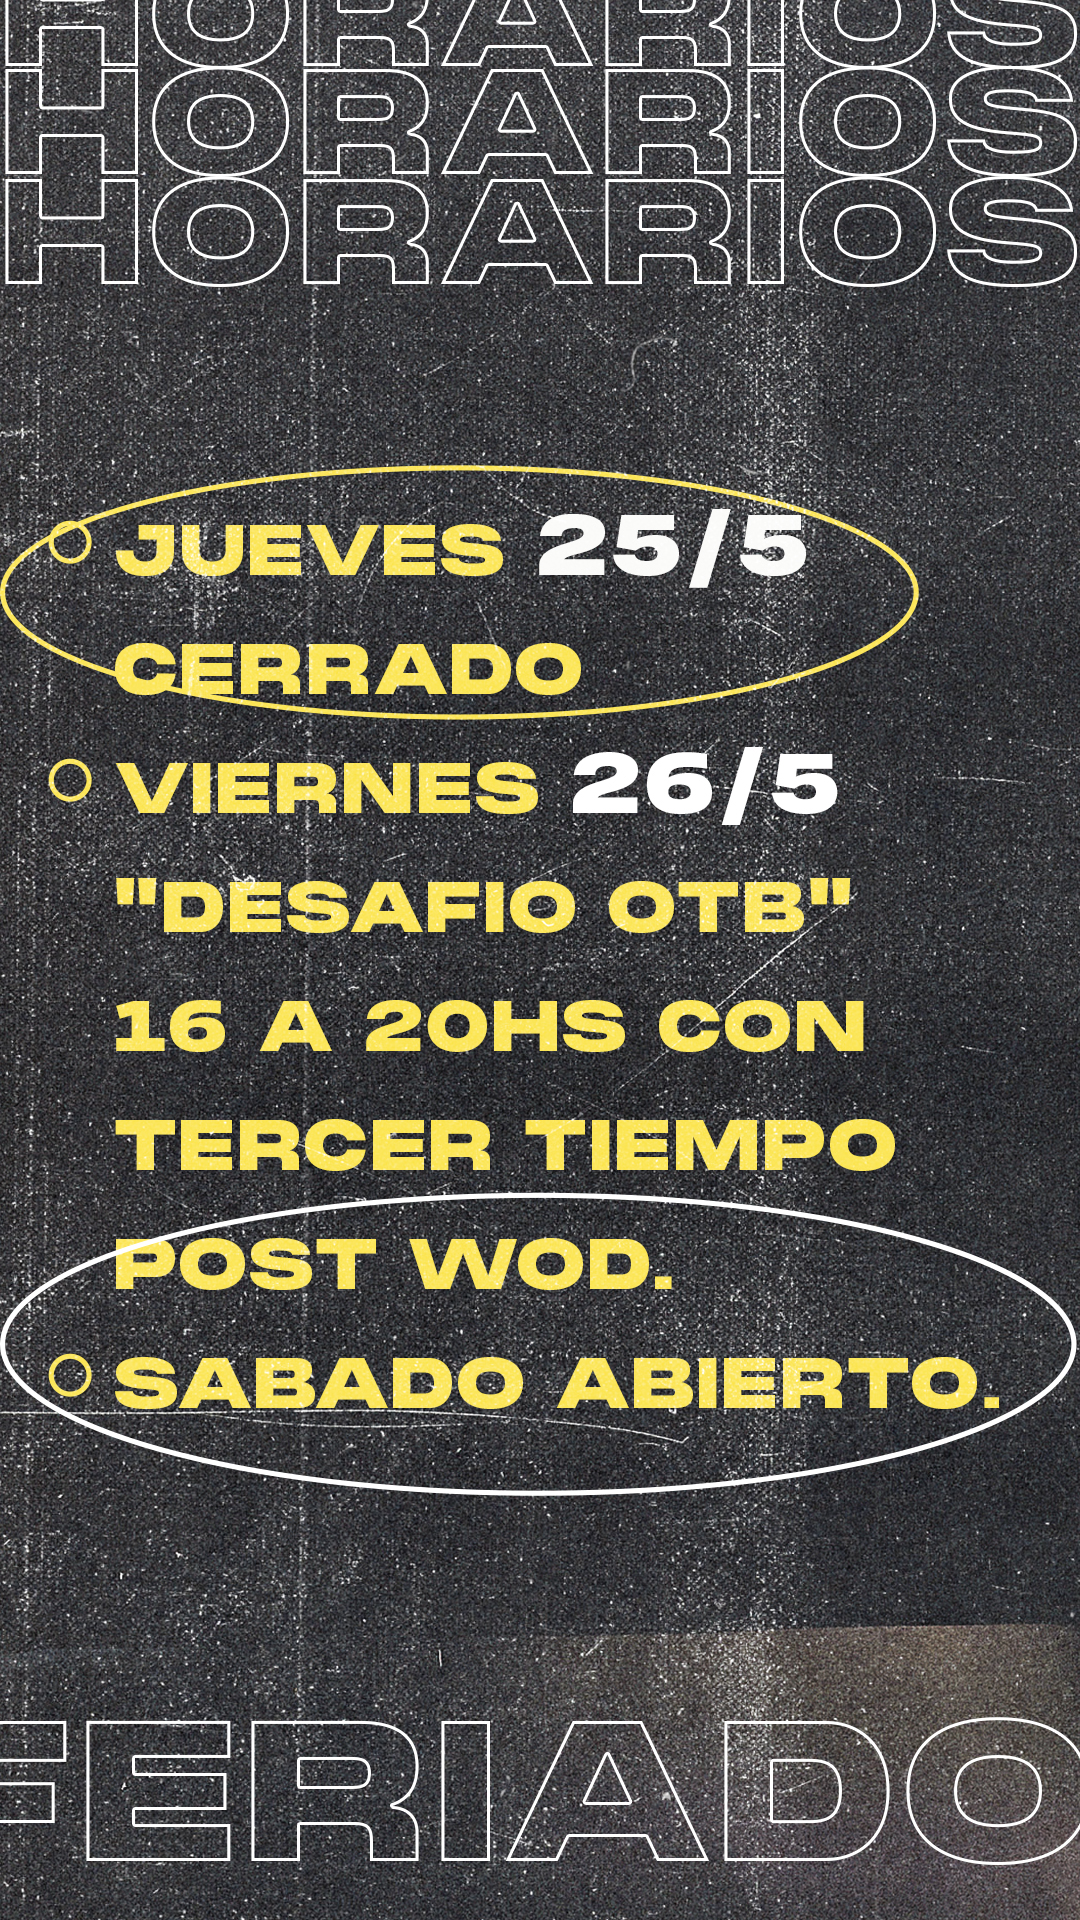 HORARIOS
HORARIOS
HORARIOS
JUEVES 25/5
CERRADO
VIERNES 26/5
"DESAFIO OTB"
16 A 20HS CON
TERCER TIEMPO
POST WOD.
SABADO ABIERTO.
FERIADO